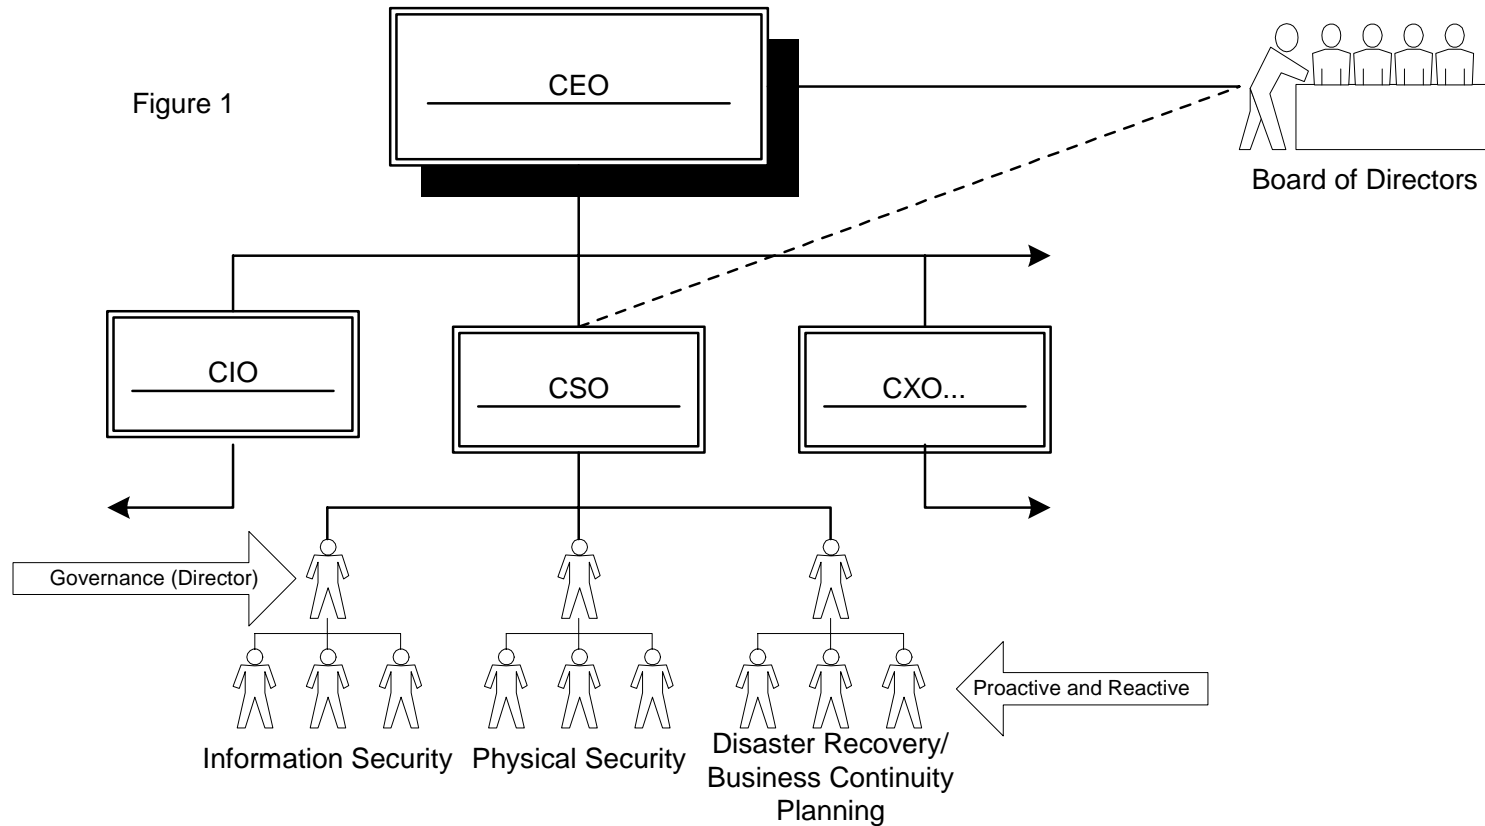 CEO
Figure 1
Board of Directors
CIO
CSO
CXO...
Governance (Director)
Proactive and Reactive
Information Security
Physical Security
Disaster Recovery/
Business Continuity
Planning